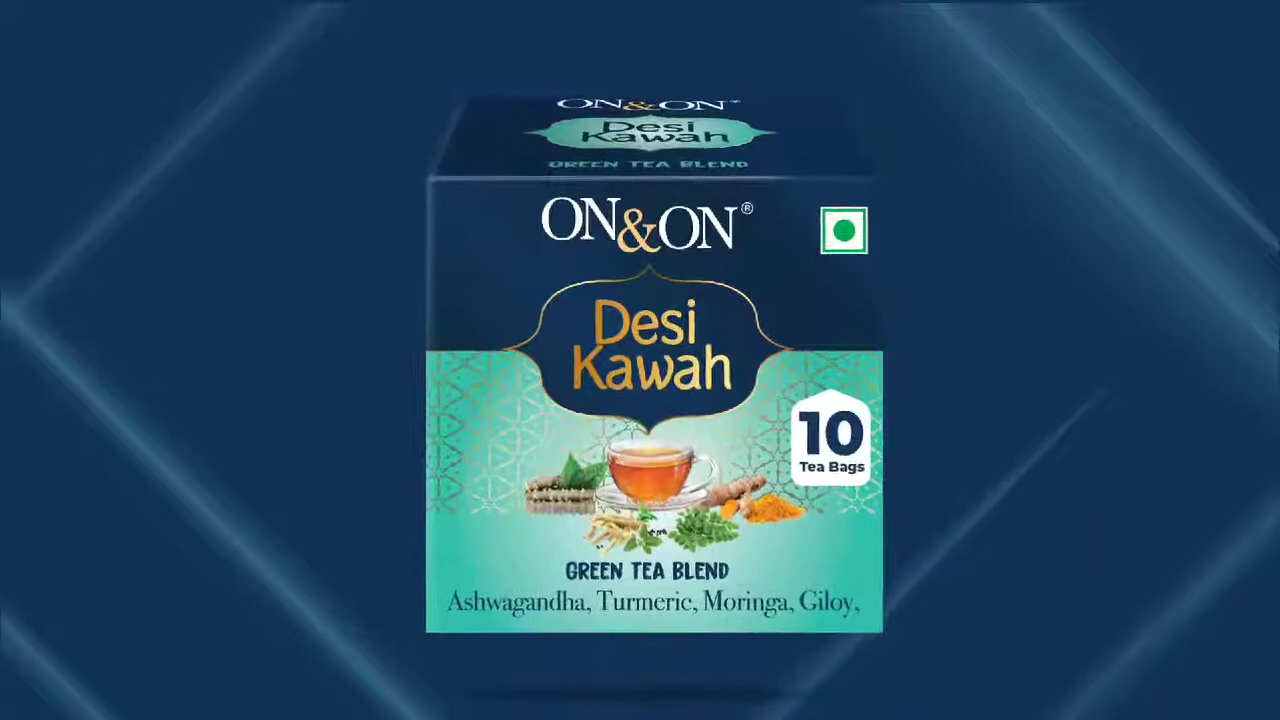 ON&ON®
Desi
Kawah
GREEN TEA BLEND
ON&ON®
Desi
Kawah
10
Tea Bags
GREEN TEA BLEND
Ashwagandha, Turmeric, Moringa, Giloy,